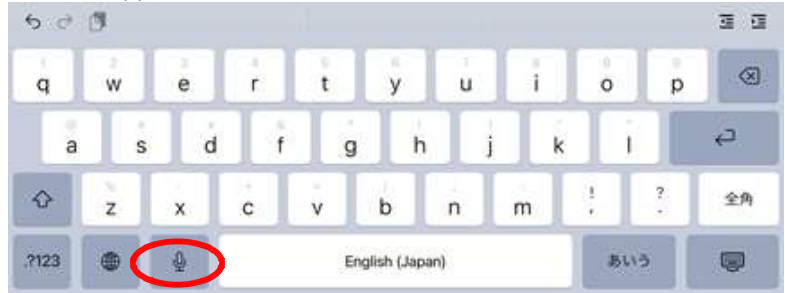 q w e r t y u i o p
a s d f g h j k l
z x c v b n m ! , ? . 全角
.?123 English (Japan) あいう